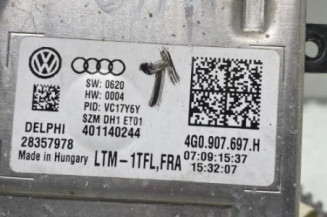 SW: 0620
HW: 0004
PID: VC17Y6Y
SZM DH1 ET01
DELPHI 401140244 4G0.907.697.H
28357978 07:09:15:37
Made in Hungary LTM-1TFL,FRA 15:32:07